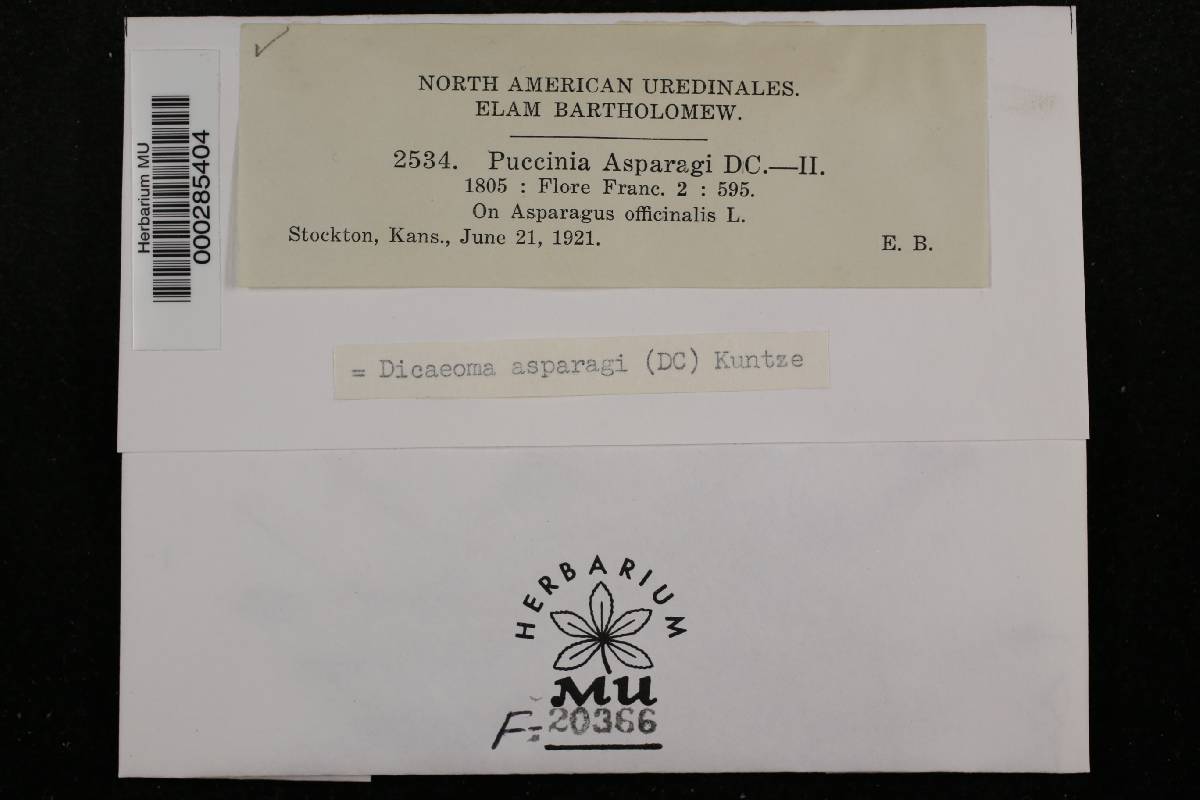 NORTH AMERICAN UREDINALES.
ELAM BARTHOLOMEW.
2534. Puccinia Asparagi DC.—II.
1805 : Flore Franc. 2 : 595.
On Asparagus officinalis L.
Stockton, Kans., June 21, 1921. E. B.
Herbarium MU
000285404
= Dicaeoma asparagi (DC) Kuntze
HERBARIUM
MU
F= 20366